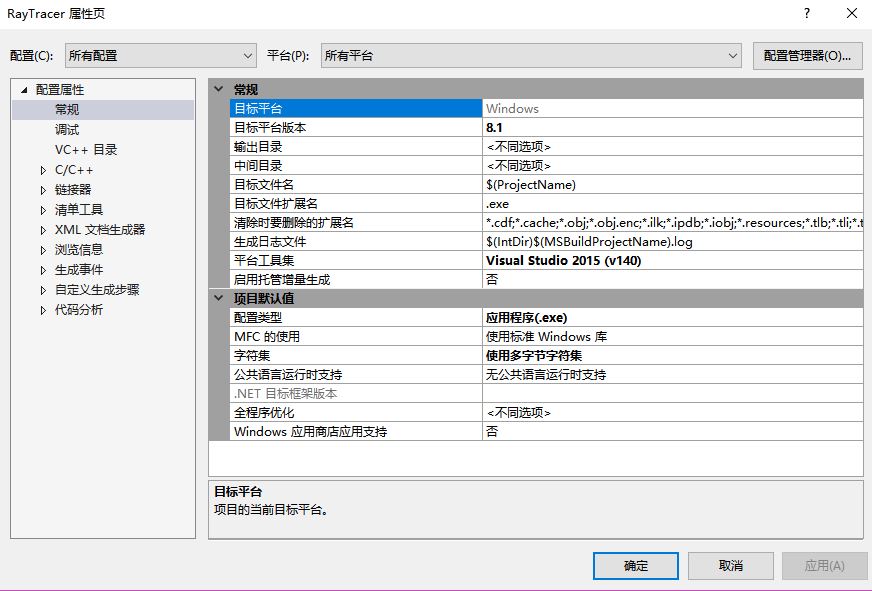 RayTracer 属性页
配置(C): 所有配置 平台(P): 所有平台 配置管理器(O)...
配置属性
常规
调试
VC++ 目录
C/C++
链接器
清单工具
XML 文档生成器
浏览信息
生成事件
自定义生成步骤
代码分析
常规
目标平台 Windows
目标平台版本 8.1
输出目录 <不同选项>
中间目录 <不同选项>
目标文件名 $(ProjectName)
目标文件扩展名 .exe
清除时要删除的扩展名 *.cdf;*.cache;*.obj;*.obj.enc;*.ilk;*.ipdb;*.iobj;*.resources;*.tlb;*.tli;*.t
生成日志文件 $(IntDir)$(MSBuildProjectName).log
平台工具集 Visual Studio 2015 (v140)
启用托管增量生成 否
项目默认值
配置类型 应用程序(.exe)
MFC 的使用 使用标准 Windows 库
字符集 使用多字节字符集
公共语言运行时支持 无公共语言运行时支持
.NET 目标框架版本
全程序优化 <不同选项>
Windows 应用商店应用支持 否
目标平台
项目的当前目标平台。
确定 取消 应用(A)